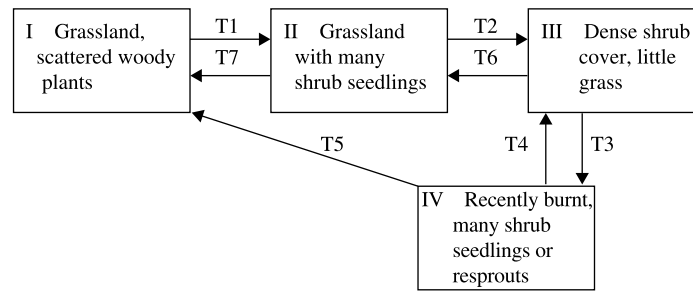 I Grassland,
scattered woody
plants
T1
T7
II Grassland
with many
shrub seedlings
T2
T6
III Dense shrub
cover, little
grass
T5
T4
T3
IV Recently burnt,
many shrub
seedlings or
resprouts